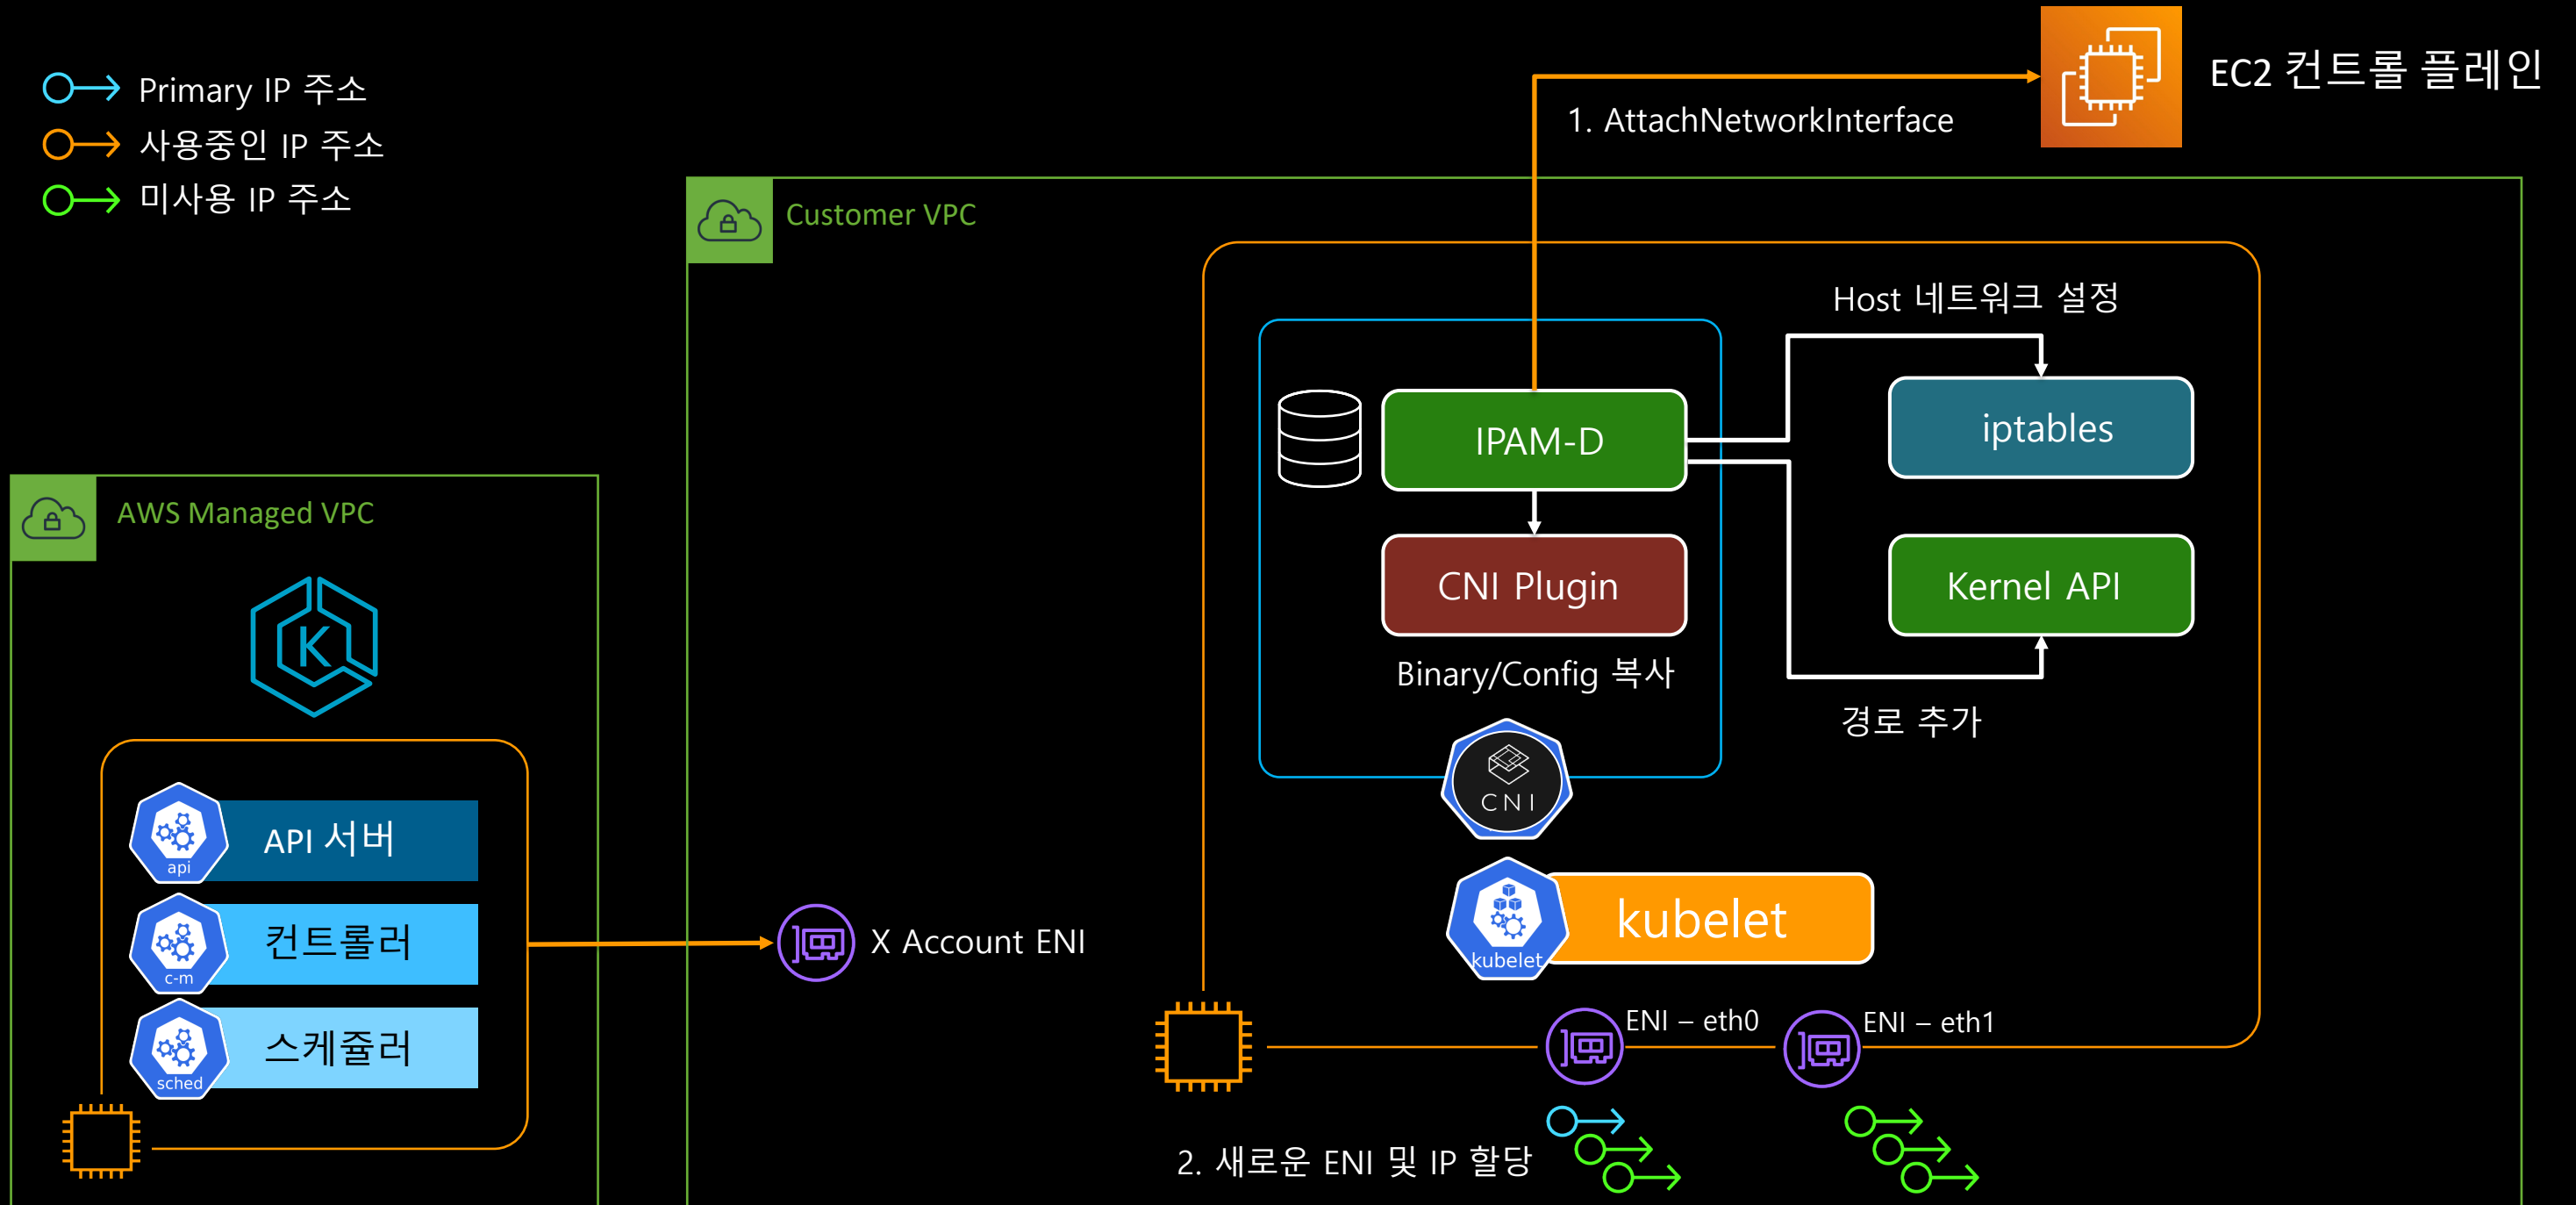 Primary IP 주소
사용중인 IP 주소
미사용 IP 주소
EC2 컨트롤 플레인
1. AttachNetworkInterface
Customer VPC
Host 네트워크 설정
IPAM-D
iptables
CNI Plugin
Kernel API
Binary/Config 복사
경로 추가
CNI
kubelet
kubelet
AWS Managed VPC
K
API 서버
api
컨트롤러
c-m
스케쥴러
sched
X Account ENI
ENI – eth0
ENI – eth1
2. 새로운 ENI 및 IP 할당